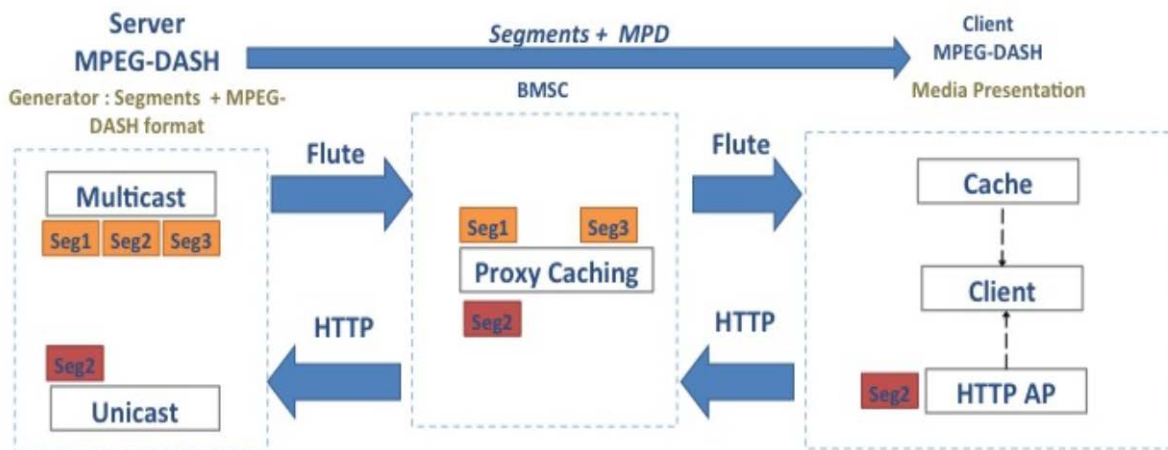 Server
MPEG-DASH
Segments + MPD
Client
MPEG-DASH
Generator : Segments + MPEG-
DASH format
BMSC
Media Presentation
Flute
Flute
Multicast
Seg1 Seg2 Seg3
Seg1 Seg3
Proxy Caching
Seg2
Cache
Client
HTTP
HTTP
Seg2
Unicast
Seg2
HTTP AP